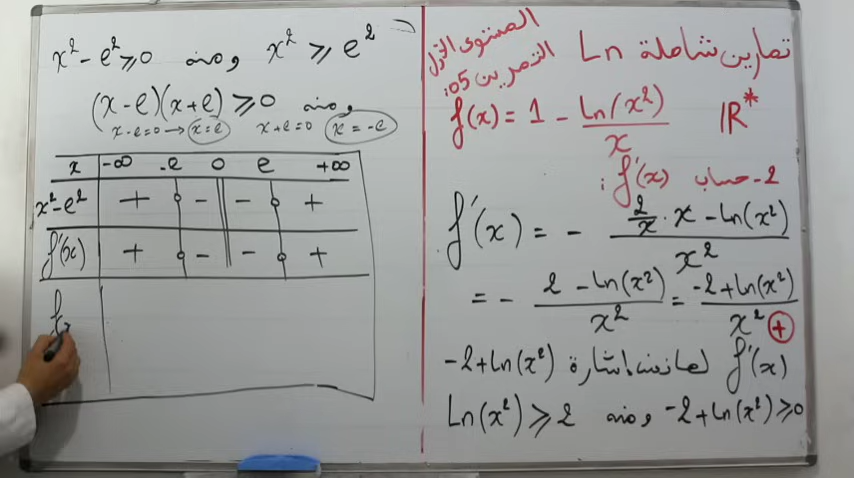 تمارين شاملة Ln
المستوى الأول
التمرين 05:
f(x) = 1 - ln(x²)/x    ℝ*
2- حساب f'(x) :
f'(x) = - (2/x · x - ln(x²))/x²
= - (2 - ln(x²))/x² = (-2 + ln(x²))/x² ⊕
f'(x) لها نفس اشارة -2+ln(x²)
-2+ln(x²) ≥ 0 ومنه Ln(x²) ≥ 2
x² ≥ e² ومنه x² - e² ≥ 0
ومنه (x-e)(x+e) ≥ 0
x-e=0 → x=e    x+e=0    x=-e
x | -∞   -e   0   e   +∞
x²-e² | + 0 - || - 0 +
f'(x) | + 0 - || - 0 +
f